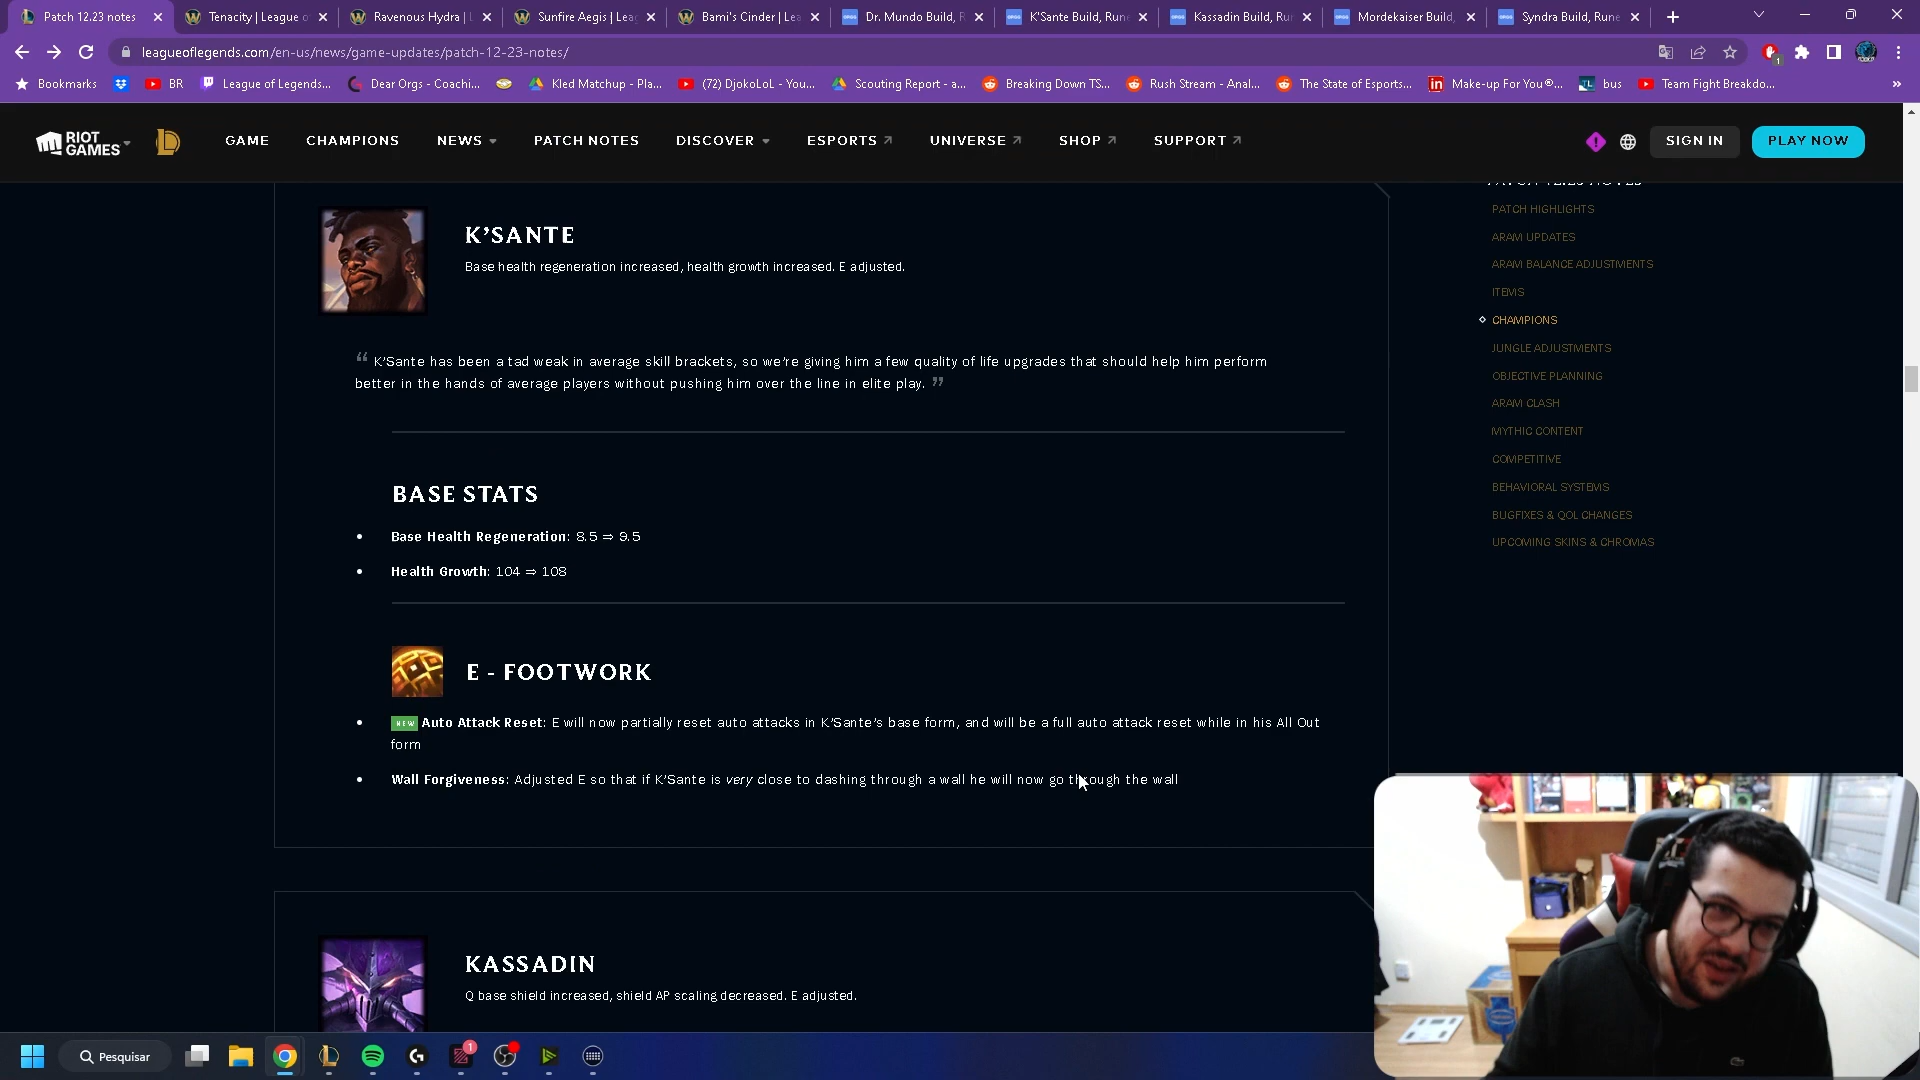 Patch 12.23 notes
Tenacity | League o
Ravenous Hydra | L
Sunfire Aegis | Lea
Bami's Cinder | Lea
Dr. Mundo Build, R
K'Sante Build, Rune
Kassadin Build, Ru
Mordekaiser Build,
Syndra Build, Rune
leagueoflegends.com/en-us/news/game-updates/patch-12-23-notes/
1
Bookmarks
BR
League of Legends...
Dear Orgs - Coachi...
Kled Matchup - Pla...
(72) DjokoLoL - You...
Scouting Report - a...
Breaking Down TS...
Rush Stream - Anal...
The State of Esports...
Make-up For You®...
bus
Team Fight Breakdo...
RIOT
GAMES
GAME
CHAMPIONS
NEWS
PATCH NOTES
DISCOVER
ESPORTS
UNIVERSE
SHOP
SUPPORT
SIGN IN
PLAY NOW
K'SANTE
Base health regeneration increased, health growth increased. E adjusted.
“ K'Sante has been a tad weak in average skill brackets, so we're giving him a few quality of life upgrades that should help him perform
better in the hands of average players without pushing him over the line in elite play. ”
BASE STATS
• Base Health Regeneration: 8.5 ⇒ 9.5
• Health Growth: 104 ⇒ 108
E - FOOTWORK
• NEW Auto Attack Reset: E will now partially reset auto attacks in K'Sante's base form, and will be a full auto attack reset while in his All Out
form
• Wall Forgiveness: Adjusted E so that if K'Sante is very close to dashing through a wall he will now go through the wall
KASSADIN
Q base shield increased, shield AP scaling decreased. E adjusted.
PATCH 12.23 NOTES
PATCH HIGHLIGHTS
ARAM UPDATES
ARAM BALANCE ADJUSTMENTS
ITEMS
CHAMPIONS
JUNGLE ADJUSTMENTS
OBJECTIVE PLANNING
ARAM CLASH
MYTHIC CONTENT
COMPETITIVE
BEHAVIORAL SYSTEMS
BUGFIXES & QOL CHANGES
UPCOMING SKINS & CHROMAS
Pesquisar
1